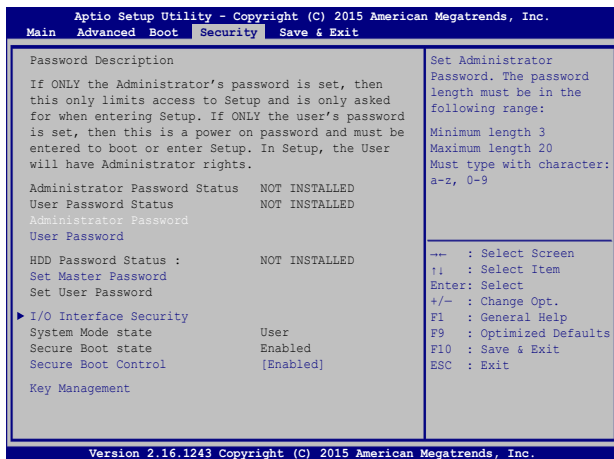 Aptio Setup Utility - Copyright (C) 2015 American Megatrends, Inc.
Main Advanced Boot Security Save & Exit
Password Description
If ONLY the Administrator's password is set, then
this only limits access to Setup and is only asked
for when entering Setup. If ONLY the user's password
is set, then this is a power on password and must be
entered to boot or enter Setup. In Setup, the User
will have Administrator rights.
Administrator Password Status NOT INSTALLED
User Password Status NOT INSTALLED
Administrator Password
User Password
HDD Password Status : NOT INSTALLED
Set Master Password
Set User Password
▶ I/O Interface Security
System Mode state User
Secure Boot state Enabled
Secure Boot Control [Enabled]
Key Management
Set Administrator
Password. The password
length must be in the
following range:
Minimum length 3
Maximum length 20
Must type with character:
a-z, 0-9
→← : Select Screen
↑↓ : Select Item
Enter: Select
+/— : Change Opt.
F1 : General Help
F9 : Optimized Defaults
F10 : Save & Exit
ESC : Exit
Version 2.16.1243 Copyright (C) 2015 American Megatrends, Inc.